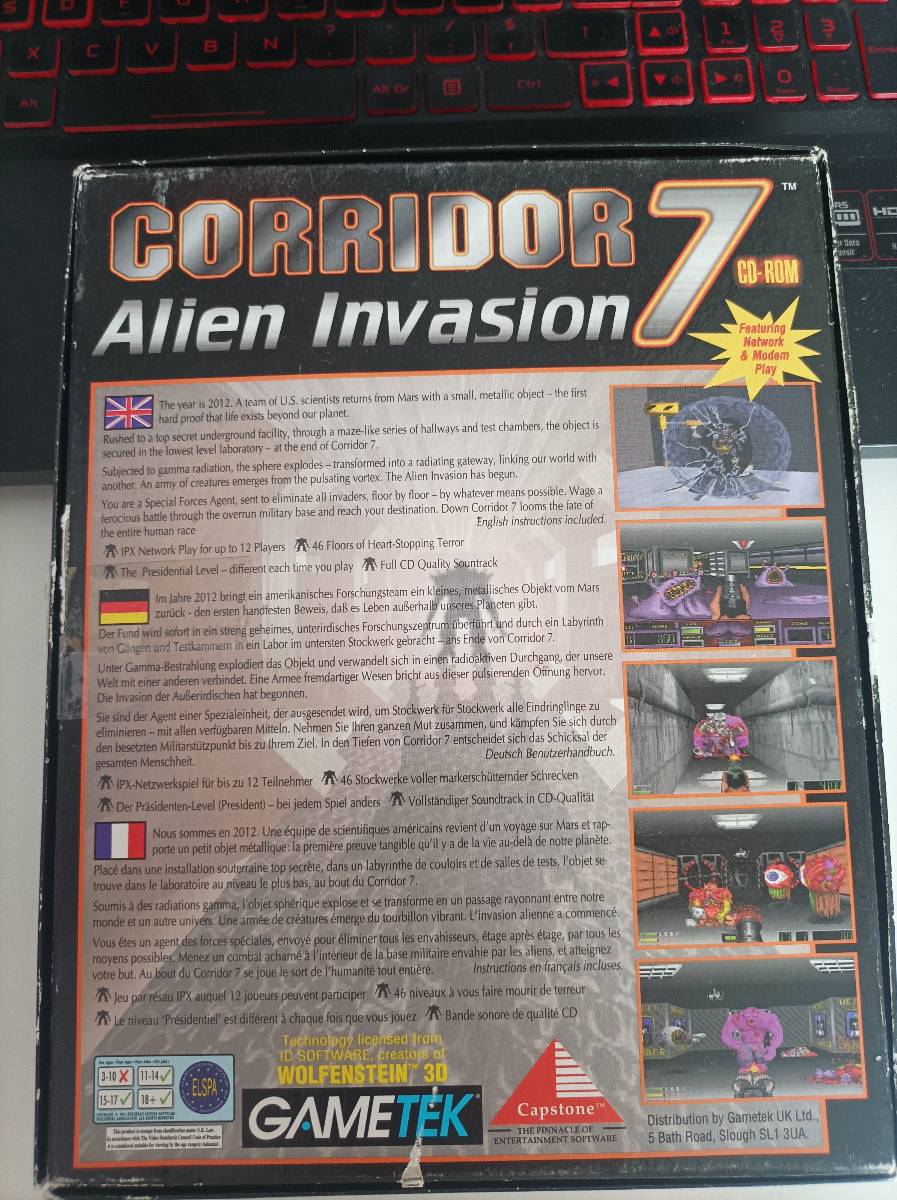 X C V B N ?
Alt Alt Gr Ctrl
CORRIDOR 7 ™
CD-ROM
Alien Invasion
Featuring
Network
& Modem
Play
The year is 2012. A team of U.S. scientists returns from Mars with a small, metallic object – the first
hard proof that life exists beyond our planet.
Rushed to a top secret underground facility, through a maze-like series of hallways and test chambers, the object is
secured in the lowest level laboratory – at the end of Corridor 7.
Subjected to gamma radiation, the sphere explodes – transformed into a radiating gateway, linking our world with
another. An army of creatures emerges from the pulsating vortex. The Alien Invasion has begun.
You are a Special Forces Agent, sent to eliminate all invaders, floor by floor – by whatever means possible. Wage a
ferocious battle through the overrun military base and reach your destination. Down Corridor 7 looms the fate of
the entire human race
English instructions included.
IPX Network Play for up to 12 Players 46 Floors of Heart-Stopping Terror
The Presidential Level – different each time you play Full CD Quality Sountrack
Im Jahre 2012 bringt ein amerikanisches Forschungsteam ein kleines, metallisches Objekt vom Mars
zurück - den ersten handfesten Beweis, daß es Leben außerhalb unseres Planeten gibt.
Der Fund wird sofort in ein streng geheimes, unterirdisches Forschungszentrum überführt und durch ein Labyrinth
von Gängen und Testkammern in ein Labor im untersten Stockwerk gebracht – ans Ende von Corridor 7.
Unter Gamma-Bestrahlung explodiert das Objekt und verwandelt sich in einen radioaktiven Durchgang, der unsere
Welt mit einer anderen verbindet. Eine Armee fremdartiger Wesen bricht aus dieser pulsierenden Öffnung hervor.
Die Invasion der Außerirdischen hat begonnen.
Sie sind der Agent einer Spezialeinheit, der ausgesendet wird, um Stockwerk für Stockwerk alle Eindringlinge zu
eliminieren – mit allen verfügbaren Mitteln. Nehmen Sie Ihren ganzen Mut zusammen, und kämpfen Sie sich durch
den besetzten Militärstützpunkt bis zu Ihrem Ziel. In den Tiefen von Corridor 7 entscheidet sich das Schicksal der
gesamten Menschheit.
Deutsch Benutzerhandbuch.
IPX-Netzwerkspiel für bis zu 12 Teilnehmer 46 Stockwerke voller markerschütternder Schrecken
Der Präsidenten-Level (President) – bei jedem Spiel anders Vollständiger Soundtrack in CD-Qualität
Nous sommes en 2012. Une équipe de scientifiques américains revient d'un voyage sur Mars et rap-
porte un petit objet métallique: la première preuve tangible qu'il y a de la vie au-delà de notre planète.
Placé dans une installation souterraine top secrète, dans un labyrinthe de couloirs et de salles de tests, l'objet se
trouve dans le laboratoire au niveau le plus bas, au bout du Corridor 7.
Soumis à des radiations gamma, l'objet sphérique explose et se transforme en un passage rayonnant entre notre
monde et un autre univers. Une armée de créatures émerge du tourbillon vibrant. L'invasion alienne a commencé.
Vous êtes un agent des forces spéciales, envoyé pour éliminer tous les envahisseurs, étage après étage, par tous les
moyens possibles. Menez un combat acharné à l'intérieur de la base militaire envahie par les aliens, et atteignez
votre but. Au bout du Corridor 7 se joue le sort de l'humanité tout entière.
Instructions en français incluses.
Jeu par résau IPX auquel 12 joueurs peuvent participer 46 niveaux à vous faire mourir de terreur
Le niveau 'Présidentiel' est différent à chaque fois que vous jouez Bande sonore de qualité CD
Technology licensed from
ID SOFTWARE, creators of
WOLFENSTEIN™ 3D
3-10 11-14
15-17 18+
ELSPA
GAMETEK
Capstone™
THE PINNACLE OF
ENTERTAINMENT SOFTWARE
Distribution by Gametek UK Ltd.,
5 Bath Road, Slough SL1 3UA.